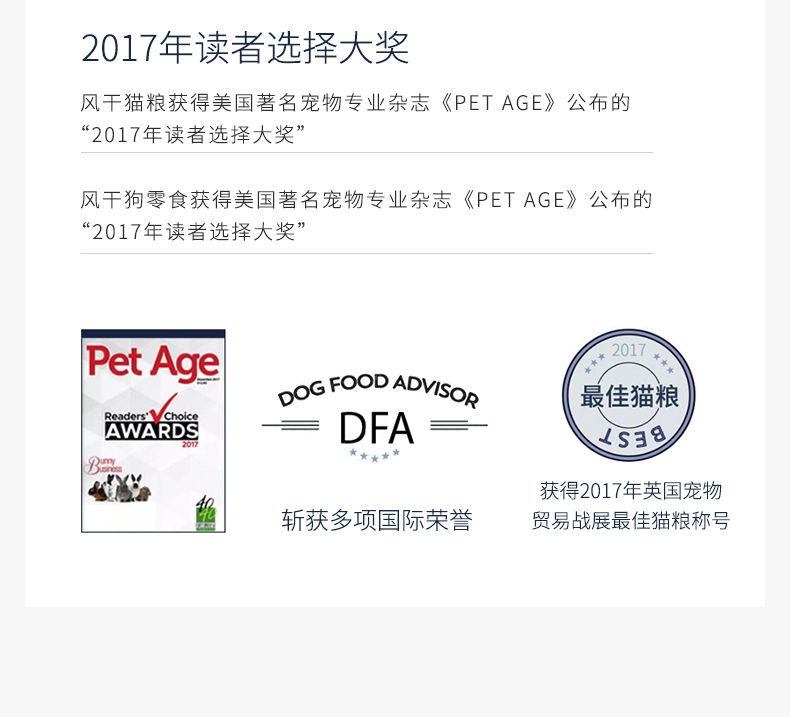 2017年读者选择大奖
风干猫粮获得美国著名宠物专业杂志《PET AGE》公布的
“2017年读者选择大奖”
风干狗零食获得美国著名宠物专业杂志《PET AGE》公布的
“2017年读者选择大奖”
Pet Age
Readers' Choice
AWARDS
2017
Bunny
Business
40
DOG FOOD ADVISOR
DFA
斩获多项国际荣誉
2017
最佳猫粮
BEST
获得2017年英国宠物
贸易战展最佳猫粮称号